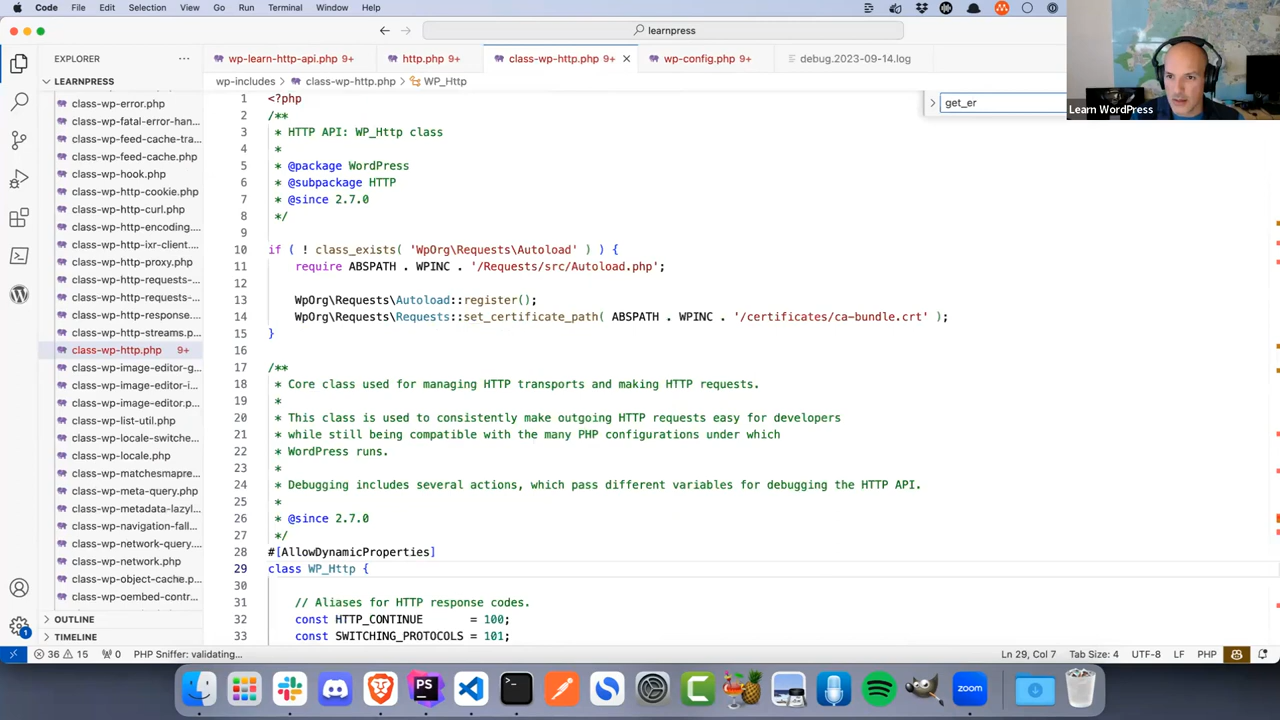 Code File Edit Selection View Go Run Terminal Window Help
learnpress
EXPLORER
wp-learn-http-api.php 9+
http.php 9+
class-wp-http.php 9+
wp-config.php 9+
debug.2023-09-14.log
LEARNPRESS
wp-includes > class-wp-http.php > WP_Http
get_er
Learn WordPress
class-wp-error.php
class-wp-fatal-error-han...
class-wp-feed-cache-tra...
class-wp-feed-cache.php
class-wp-hook.php
class-wp-http-cookie.php
class-wp-http-curl.php
class-wp-http-encoding....
class-wp-http-ixr-client....
class-wp-http-proxy.php
class-wp-http-requests-...
class-wp-http-requests-...
class-wp-http-response....
class-wp-http-streams.p...
class-wp-http.php 9+
class-wp-image-editor-g...
class-wp-image-editor-i...
class-wp-image-editor.p...
class-wp-list-util.php
class-wp-locale-switche...
class-wp-locale.php
class-wp-matchesmapre...
class-wp-meta-query.php
class-wp-metadata-lazyl...
class-wp-navigation-fall...
class-wp-network-query....
class-wp-network.php
class-wp-object-cache.p...
class-wp-oembed-contr...
OUTLINE
TIMELINE
1 <?php
2 /**
3 * HTTP API: WP_Http class
4 *
5 * @package WordPress
6 * @subpackage HTTP
7 * @since 2.7.0
8 */
9
10 if ( ! class_exists( 'WpOrg\Requests\Autoload' ) ) {
11 require ABSPATH . WPINC . '/Requests/src/Autoload.php';
12
13 WpOrg\Requests\Autoload::register();
14 WpOrg\Requests\Requests::set_certificate_path( ABSPATH . WPINC . '/certificates/ca-bundle.crt' );
15 }
16
17 /**
18 * Core class used for managing HTTP transports and making HTTP requests.
19 *
20 * This class is used to consistently make outgoing HTTP requests easy for developers
21 * while still being compatible with the many PHP configurations under which
22 * WordPress runs.
23 *
24 * Debugging includes several actions, which pass different variables for debugging the HTTP API.
25 *
26 * @since 2.7.0
27 */
28 #[AllowDynamicProperties]
29 class WP_Http {
30
31 // Aliases for HTTP response codes.
32 const HTTP_CONTINUE = 100;
33 const SWITCHING_PROTOCOLS = 101;
1
36 15 0 PHP Sniffer: validating...
Ln 29, Col 7 Tab Size: 4 UTF-8 LF PHP
PS
zoom